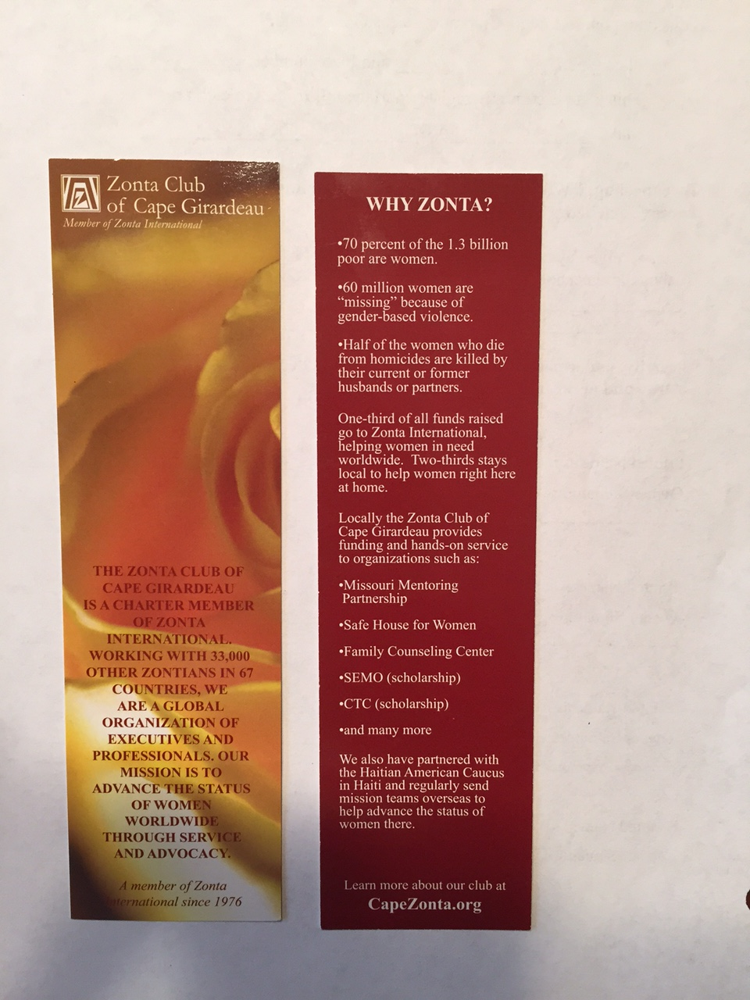 Zonta Club
of Cape Girardeau
Member of Zonta International
THE ZONTA CLUB OF
CAPE GIRARDEAU
IS A CHARTER MEMBER
OF ZONTA
INTERNATIONAL.
WORKING WITH 33,000
OTHER ZONTIANS IN 67
COUNTRIES, WE
ARE A GLOBAL
ORGANIZATION OF
EXECUTIVES AND
PROFESSIONALS. OUR
MISSION IS TO
ADVANCE THE STATUS
OF WOMEN
WORLDWIDE
THROUGH SERVICE
AND ADVOCACY.
A member of Zonta
International since 1976
WHY ZONTA?
•70 percent of the 1.3 billion
poor are women.
•60 million women are
“missing” because of
gender-based violence.
•Half of the women who die
from homicides are killed by
their current or former
husbands or partners.
One-third of all funds raised
go to Zonta International,
helping women in need
worldwide. Two-thirds stays
local to help women right here
at home.
Locally the Zonta Club of
Cape Girardeau provides
funding and hands-on service
to organizations such as:
•Missouri Mentoring
Partnership
•Safe House for Women
•Family Counseling Center
•SEMO (scholarship)
•CTC (scholarship)
•and many more
We also have partnered with
the Haitian American Caucus
in Haiti and regularly send
mission teams overseas to
help advance the status of
women there.
Learn more about our club at
CapeZonta.org